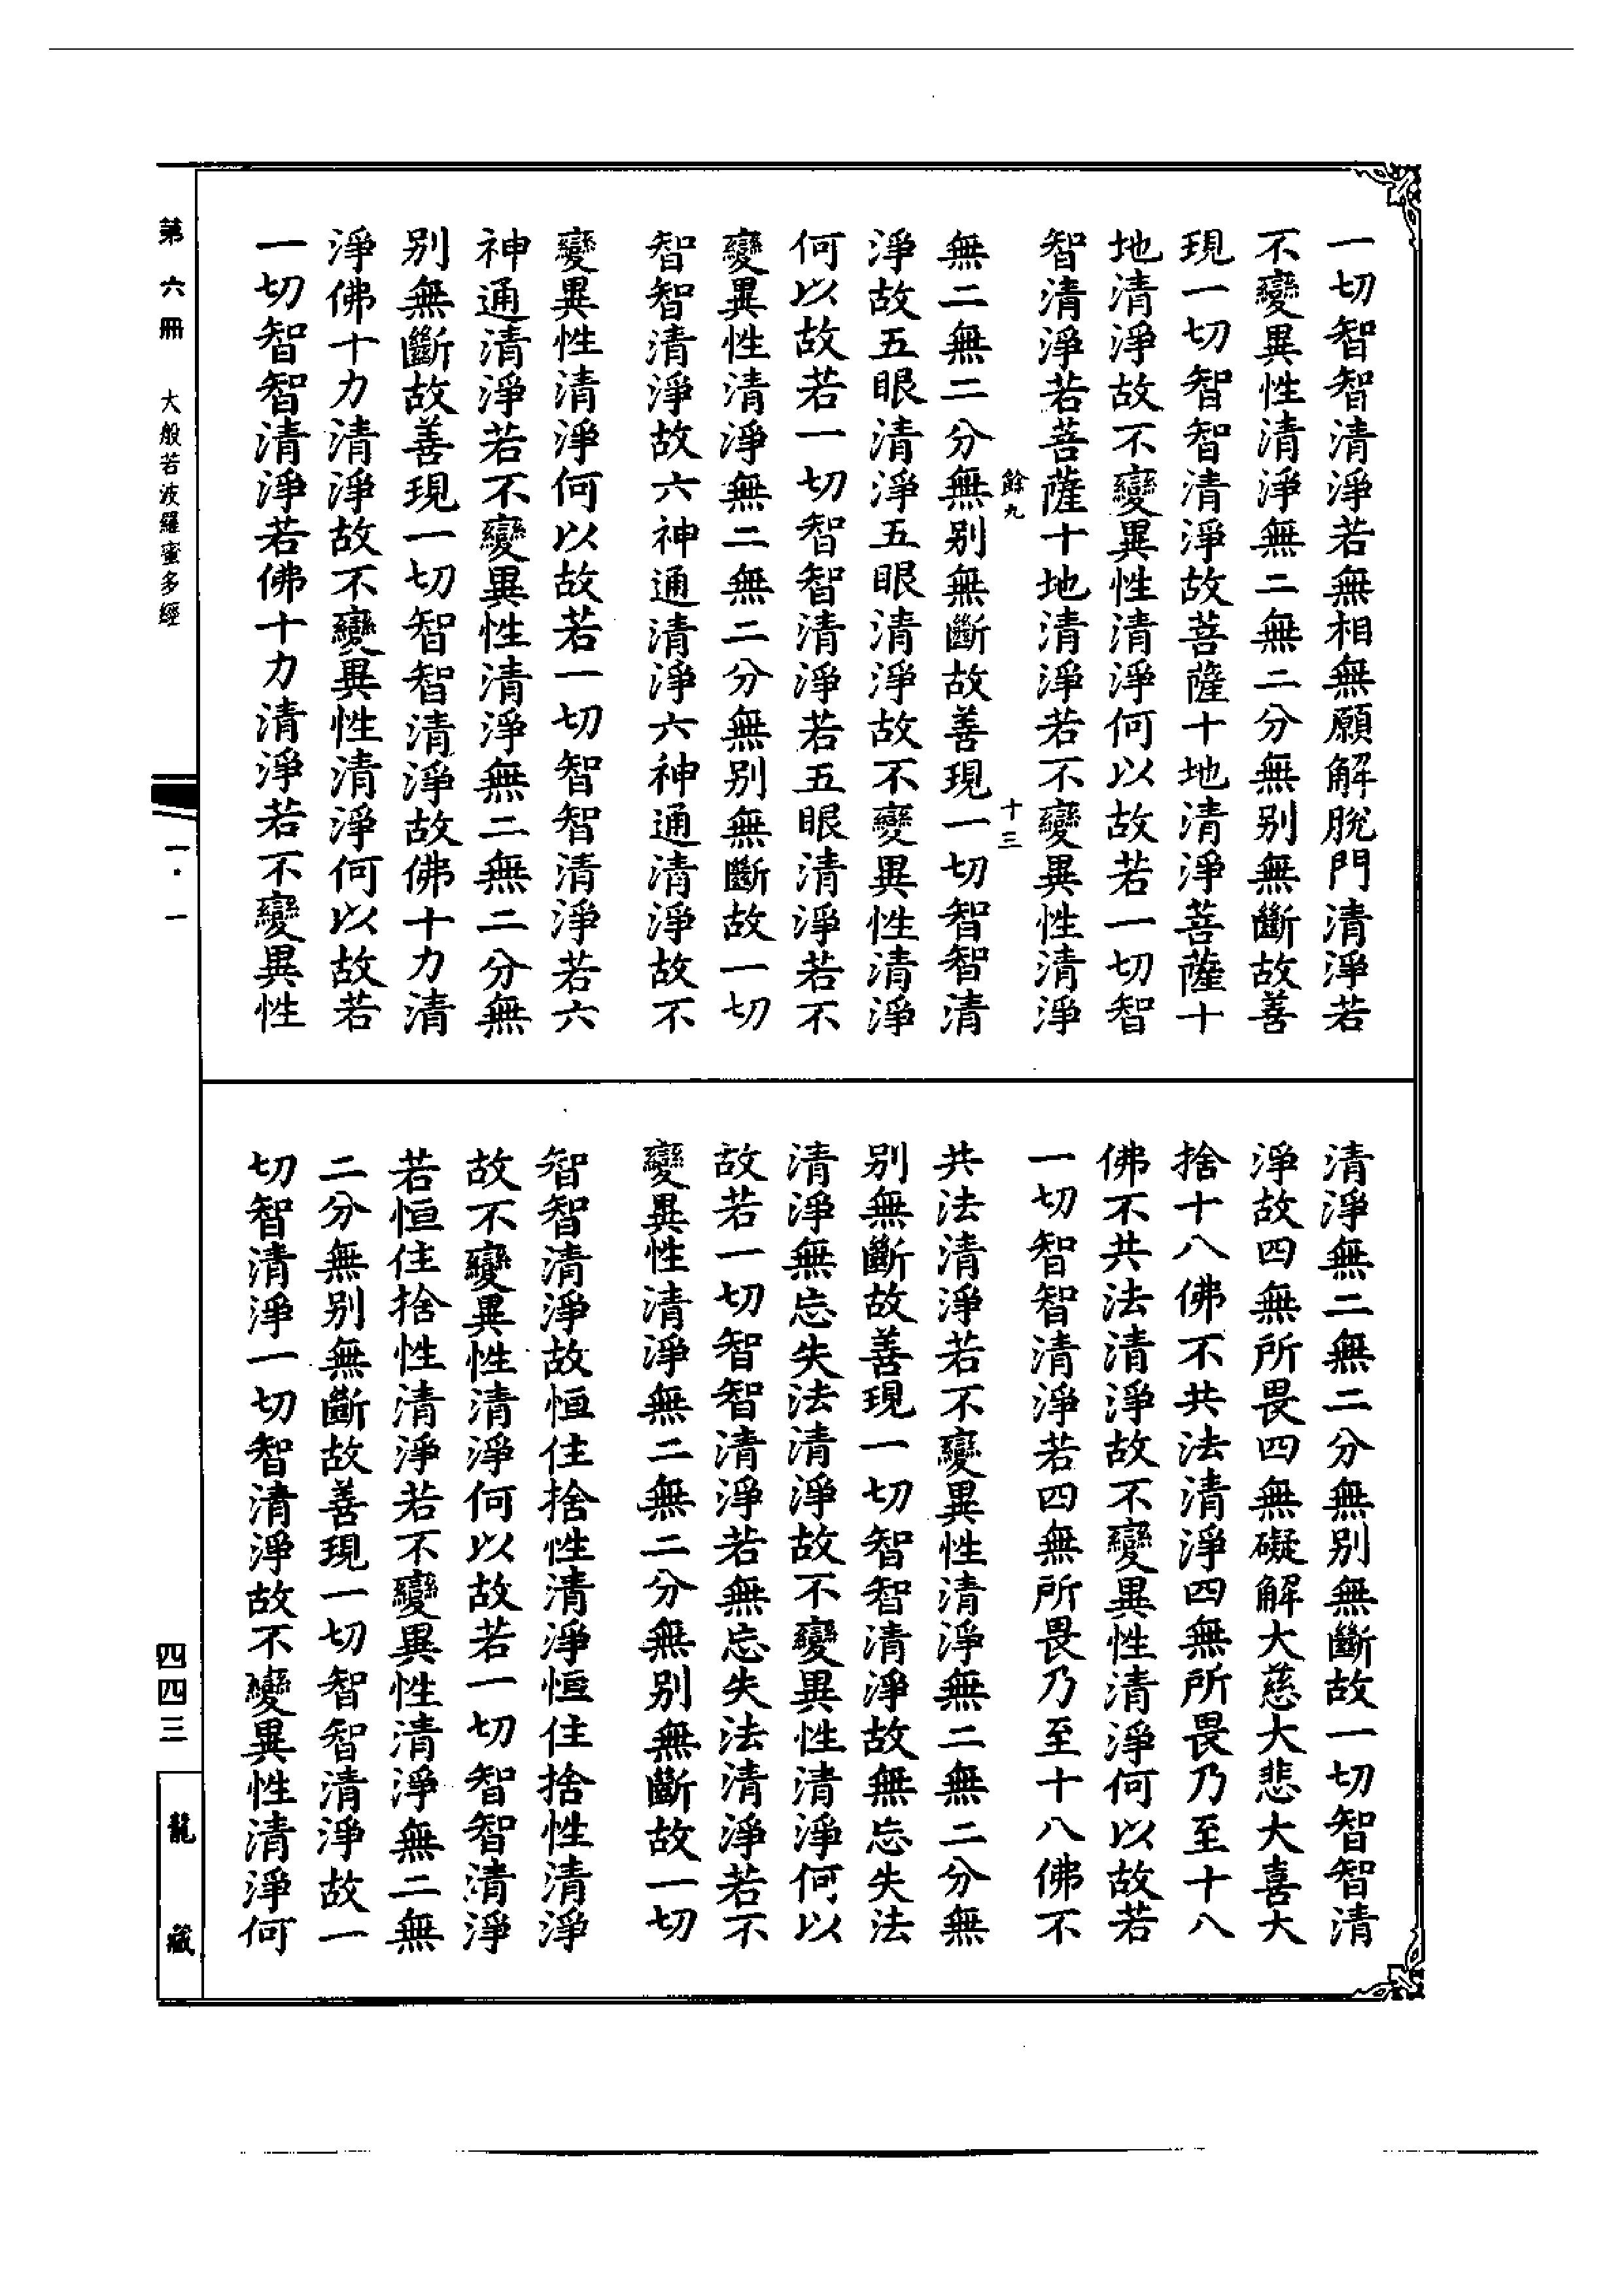 一切智智清淨若無相無願解脫門清淨若
不變異性清淨無二無二分無別無斷故善
現一切智智清淨故菩薩十地清淨菩薩十
地清淨故不變異性清淨何以故若一切智
智清淨若菩薩十地清淨若不變異性清淨
餘九 十三
無二無二分無別無斷故善現一切智智清
淨故五眼清淨五眼清淨故不變異性清淨
何以故若一切智智清淨若五眼清淨若不
變異性清淨無二無二分無別無斷故一切
智智清淨故六神通清淨六神通清淨故不
變異性清淨何以故若一切智智清淨若六
神通清淨若不變異性清淨無二無二分無
別無斷故善現一切智智清淨故佛十力清
淨佛十力清淨故不變異性清淨何以故若
一切智智清淨若佛十力清淨若不變異性
清淨無二無二分無別無斷故一切智智清
淨故四無所畏四無礙解大慈大悲大喜大
捨十八佛不共法清淨四無所畏乃至十八
佛不共法清淨故不變異性清淨何以故若
一切智智清淨若四無所畏乃至十八佛不
共法清淨若不變異性清淨無二無二分無
別無斷故善現一切智智清淨故無忘失法
清淨無忘失法清淨故不變異性清淨何以
故若一切智智清淨若無忘失法清淨若不
變異性清淨無二無二分無別無斷故一切
智智清淨故恒住捨性清淨恒住捨性清淨
故不變異性清淨何以故若一切智智清淨
若恒住捨性清淨若不變異性清淨無二無
二分無別無斷故善現一切智智清淨故一
切智清淨一切智清淨故不變異性清淨何
第六冊 大般若波羅蜜多經
一·一
四四三
龍藏